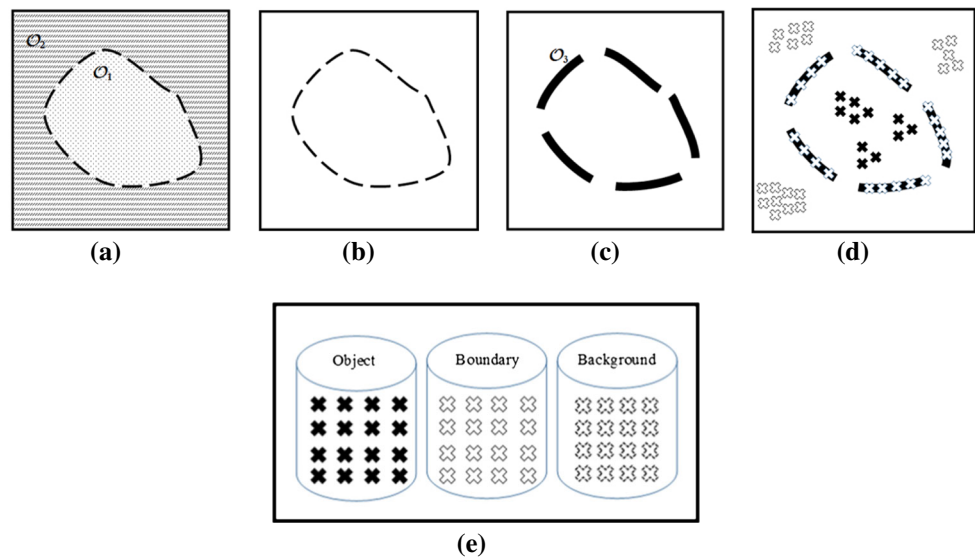 𝒪₂
𝒪₁
𝒪₃
(a)
(b)
(c)
(d)
Object
Boundary
Background
(e)